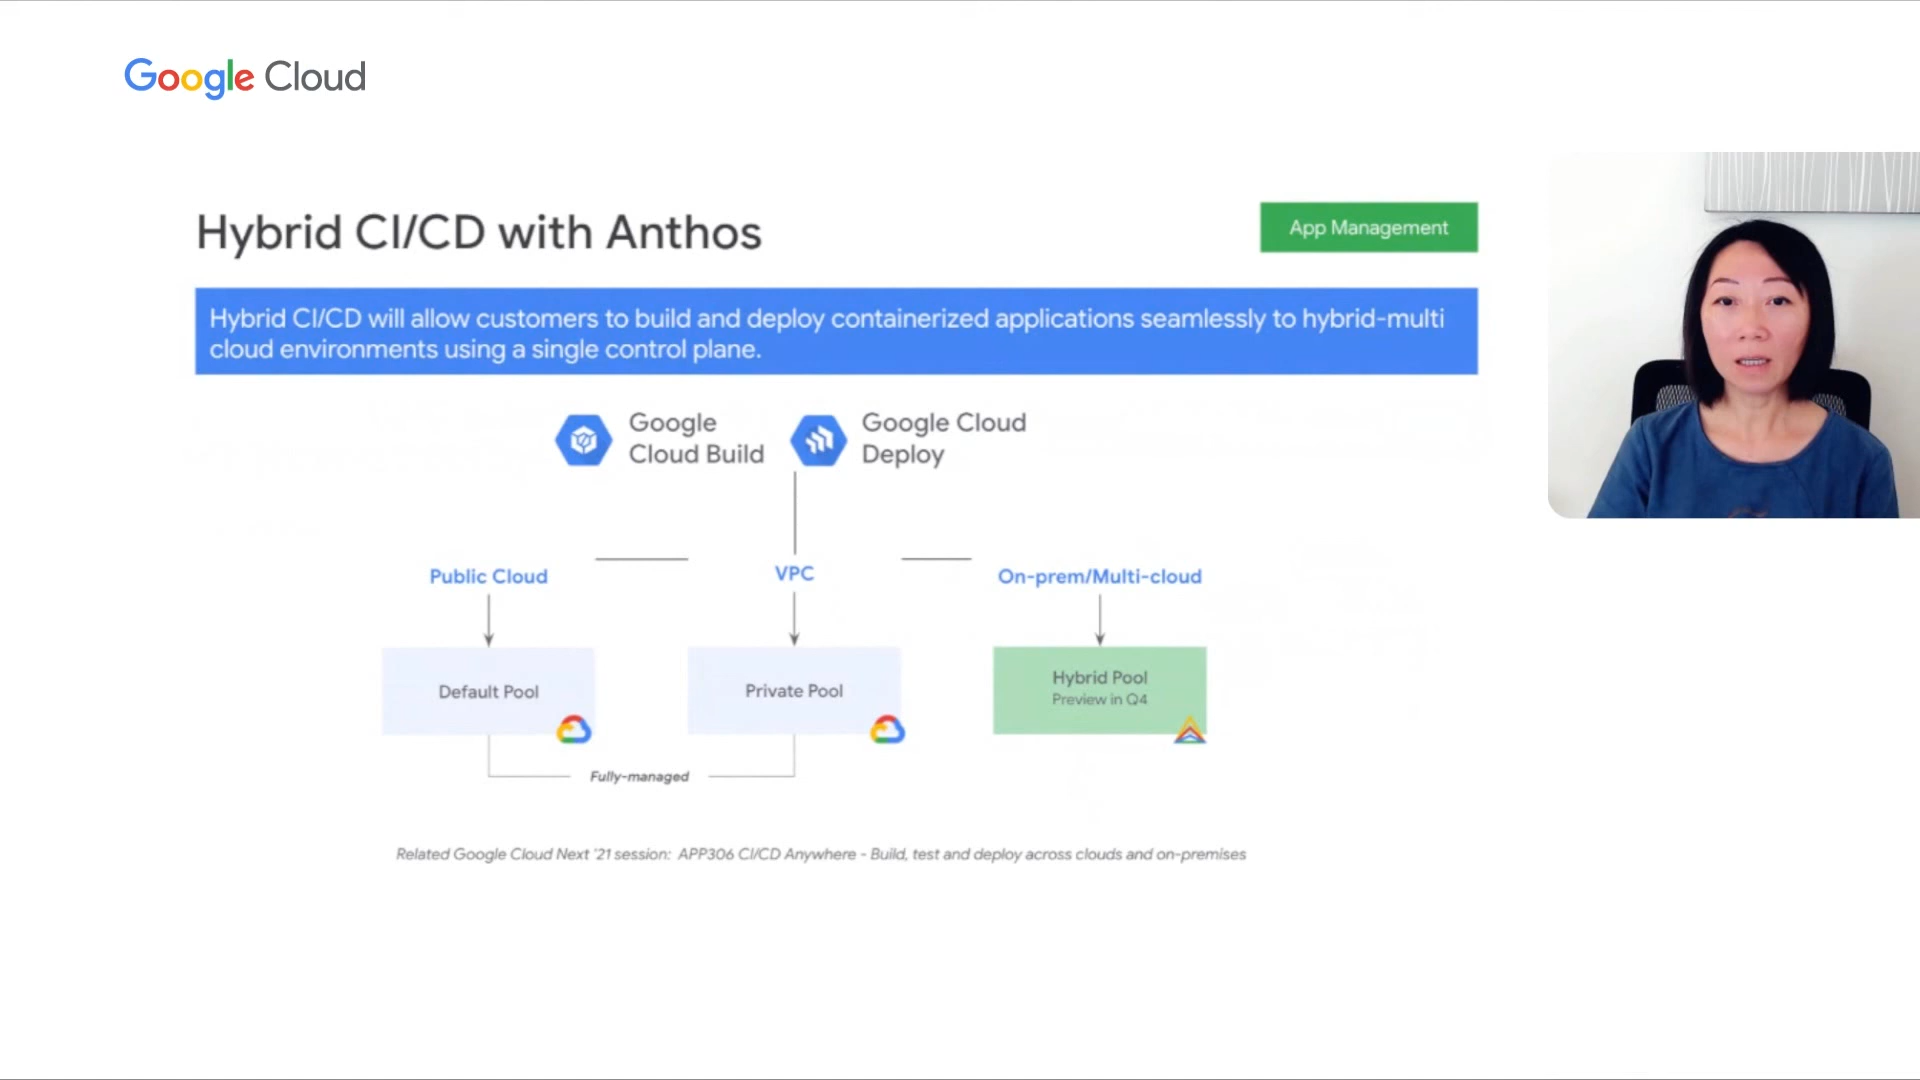 Google Cloud
Hybrid CI/CD with Anthos
App Management
Hybrid CI/CD will allow customers to build and deploy containerized applications seamlessly to hybrid-multi
cloud environments using a single control plane.
Google
Cloud Build
Google Cloud
Deploy
Public Cloud
VPC
On-prem/Multi-cloud
Default Pool
Private Pool
Hybrid Pool
Preview in Q4
Fully-managed
Related Google Cloud Next '21 session: APP306 CI/CD Anywhere - Build, test and deploy across clouds and on-premises